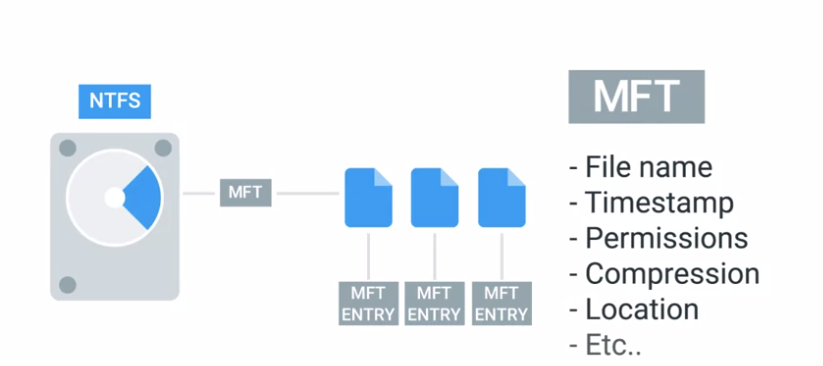 NTFS
MFT
MFT
ENTRY
MFT
ENTRY
MFT
ENTRY
MFT
- File name
- Timestamp
- Permissions
- Compression
- Location
- Etc..